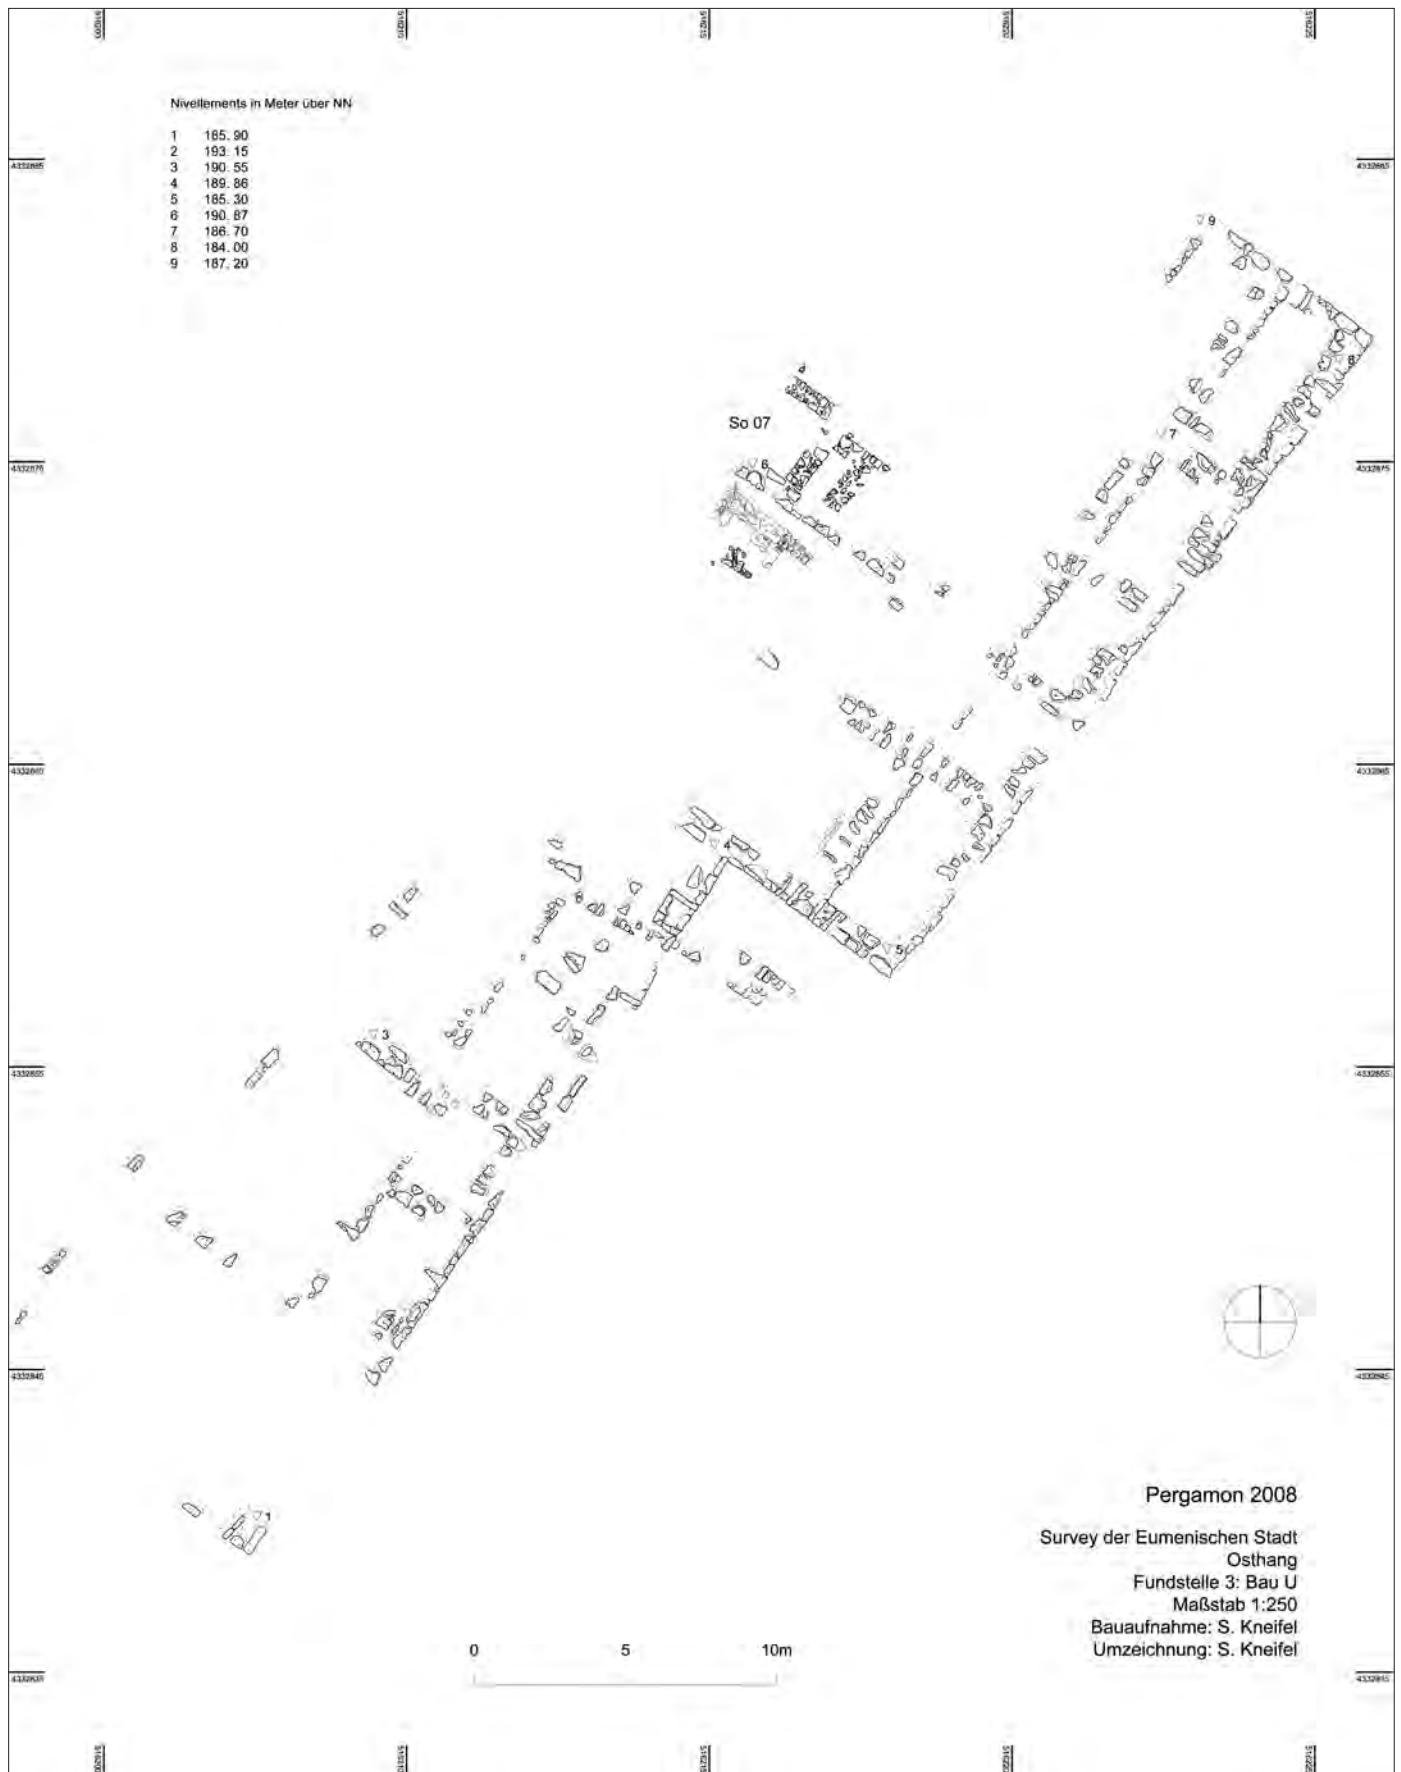 Nivellements in Meter über NN
1 185. 90
2 193. 15
3 190. 55
4 189. 86
5 185. 30
6 190. 87
7 186. 70
8 184. 00
9 187. 20
9
8
So 07
7
6
4
5
3
1
Pergamon 2008
Survey der Eumenischen Stadt
Osthang
Fundstelle 3: Bau U
Maßstab 1:250
Bauaufnahme: S. Kneifel
Umzeichnung: S. Kneifel
0 5 10m